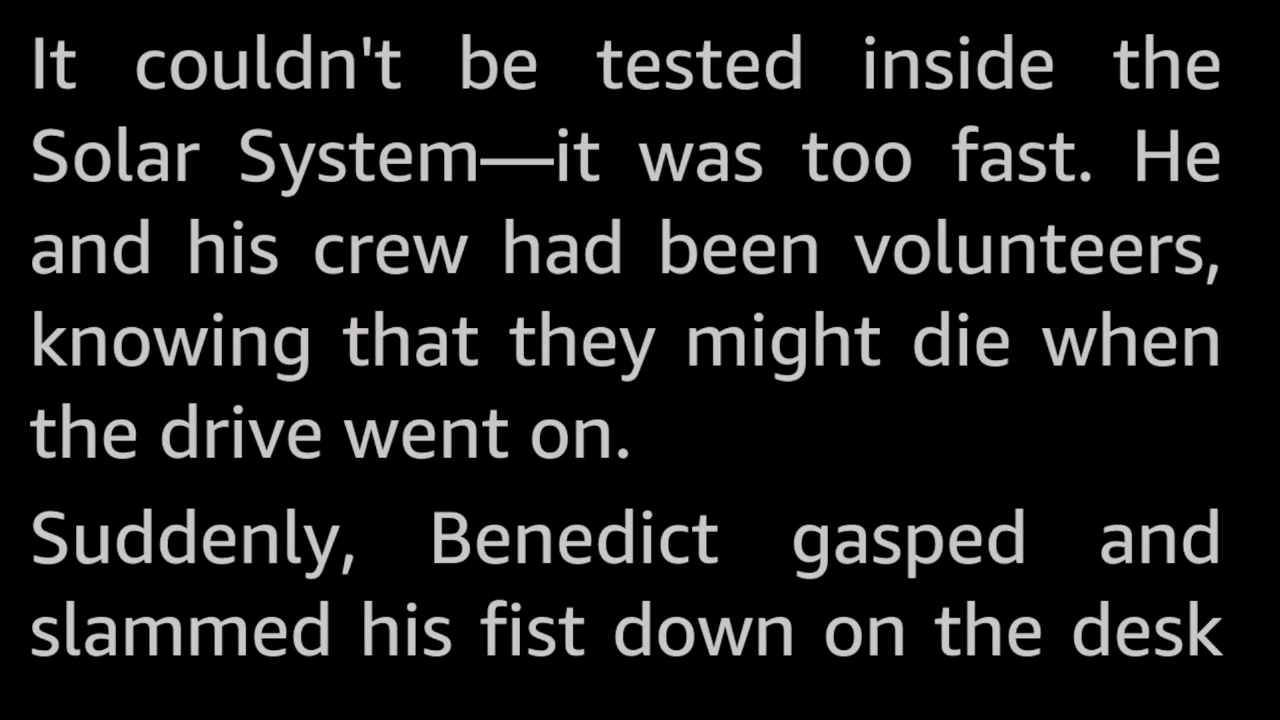 It couldn't be tested inside the
Solar System—it was too fast. He
and his crew had been volunteers,
knowing that they might die when
the drive went on.
Suddenly, Benedict gasped and
slammed his fist down on the desk